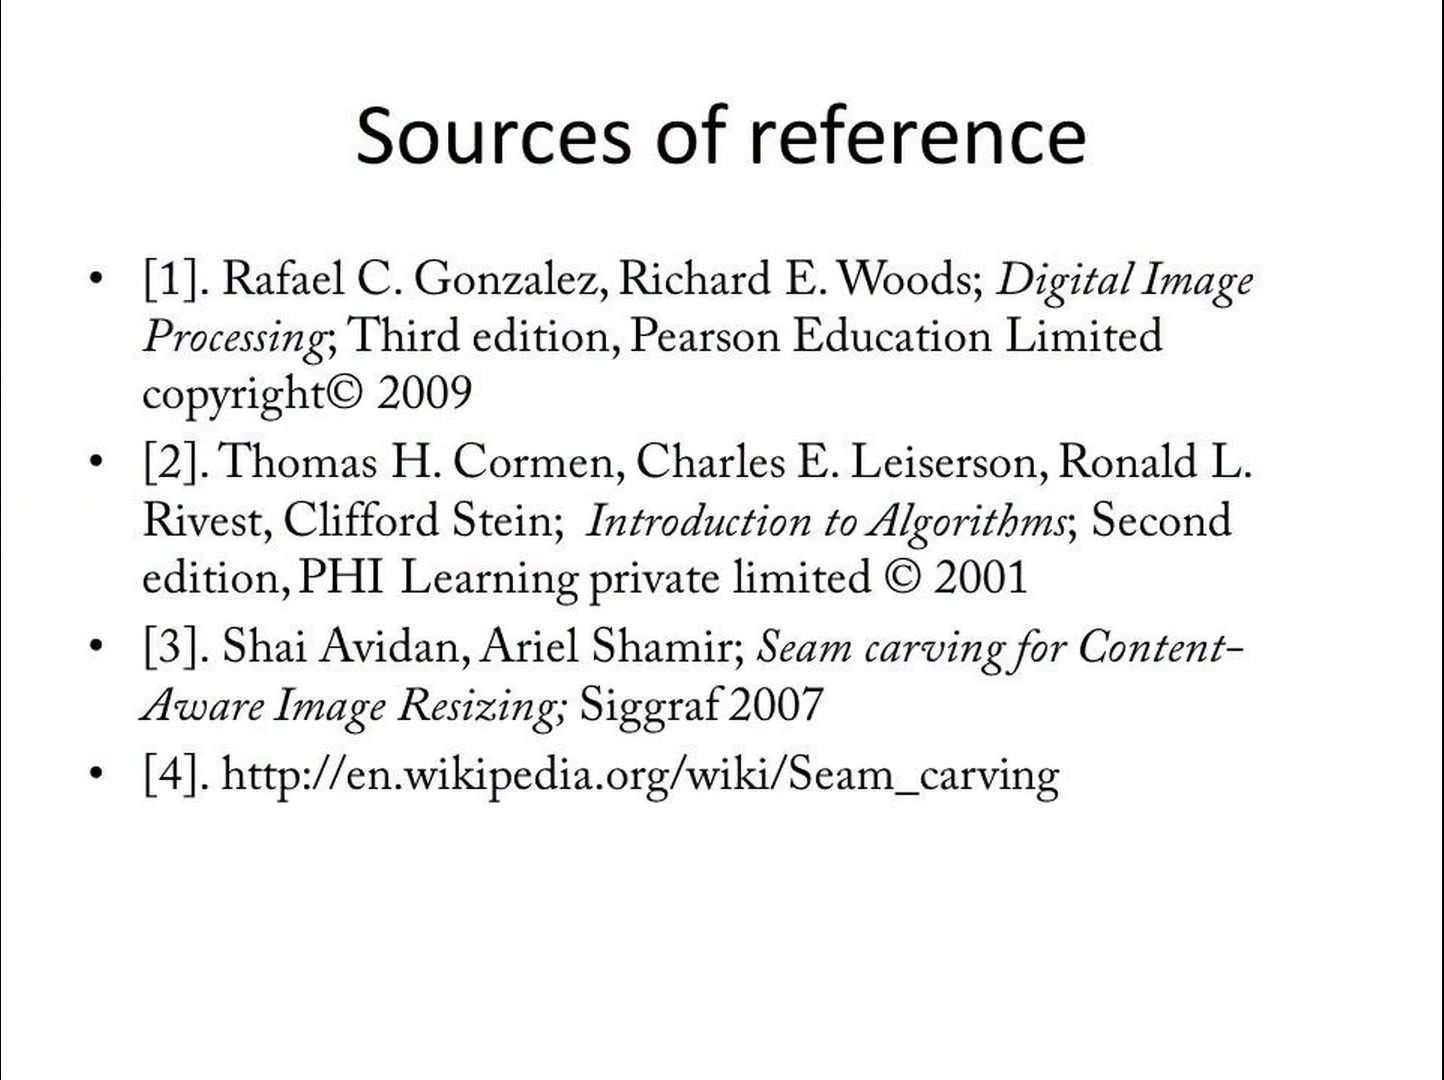 Sources of reference
• [1]. Rafael C. Gonzalez, Richard E. Woods; Digital Image
Processing; Third edition, Pearson Education Limited
copyright© 2009
• [2]. Thomas H. Cormen, Charles E. Leiserson, Ronald L.
Rivest, Clifford Stein;  Introduction to Algorithms; Second
edition, PHI Learning private limited © 2001
• [3]. Shai Avidan, Ariel Shamir; Seam carving for Content-
Aware Image Resizing; Siggraf 2007
• [4]. http://en.wikipedia.org/wiki/Seam_carving